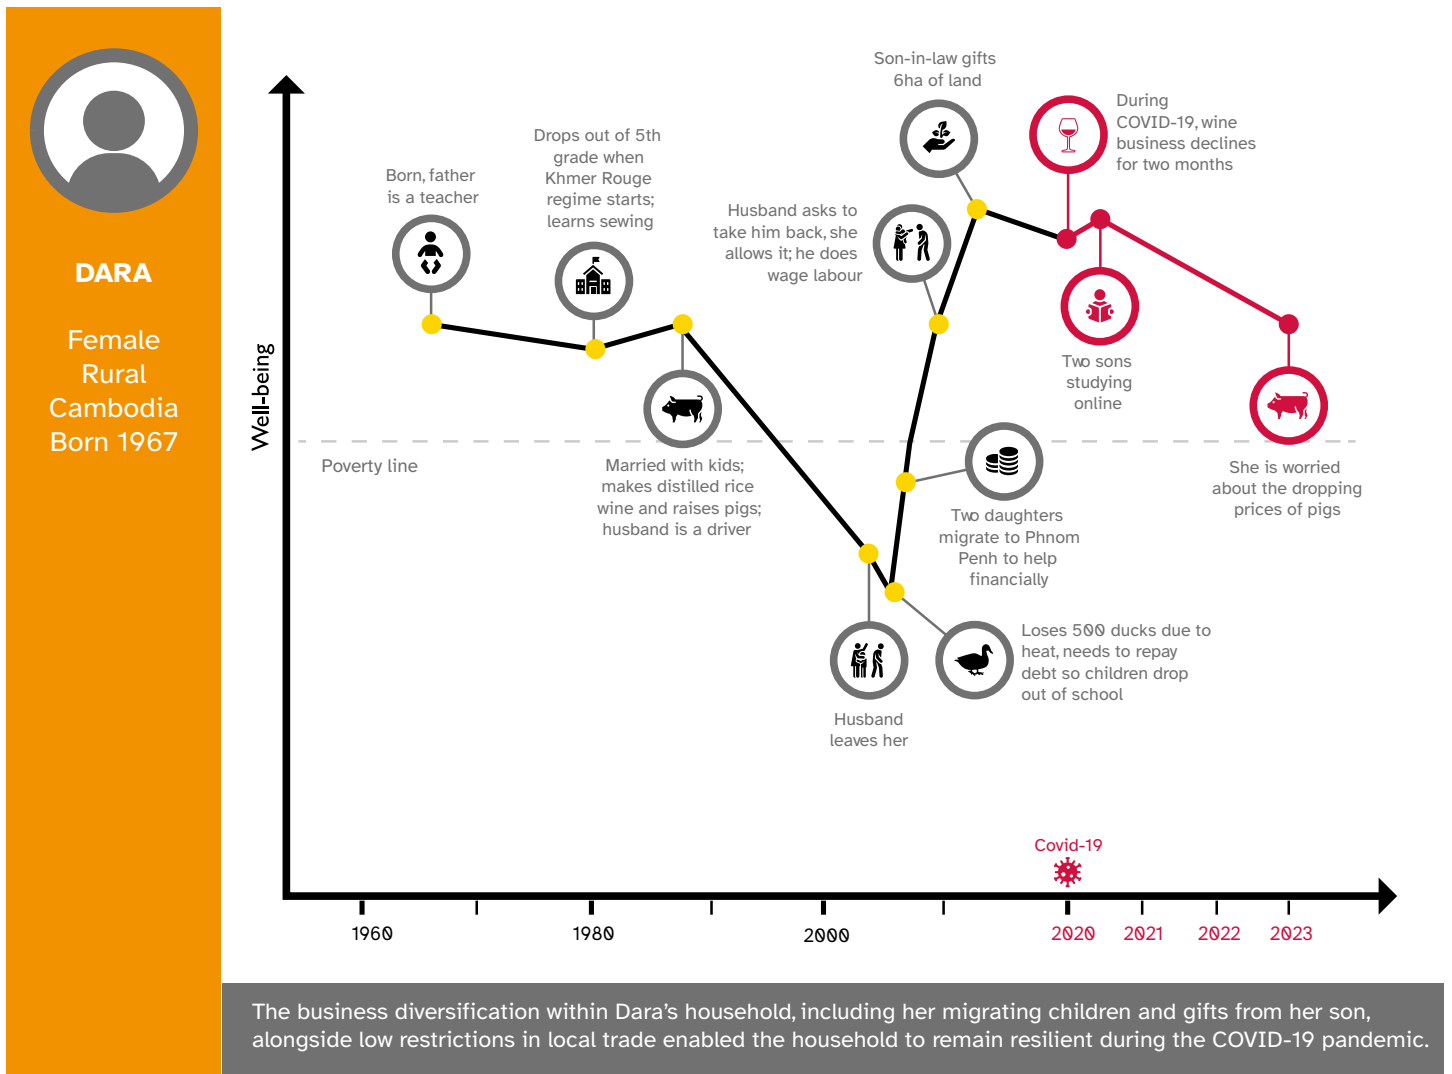 DARA
Female
Rural
Cambodia
Born 1967
Well-being
Poverty line
Born, father
is a teacher
Drops out of 5th
grade when
Khmer Rouge
regime starts;
learns sewing
Married with kids;
makes distilled rice
wine and raises pigs;
husband is a driver
Husband
leaves her
Loses 500 ducks due to
heat, needs to repay
debt so children drop
out of school
Two daughters
migrate to Phnom
Penh to help
financially
Husband asks to
take him back, she
allows it; he does
wage labour
Son-in-law gifts
6ha of land
During
COVID-19, wine
business declines
for two months
Two sons
studying
online
She is worried
about the dropping
prices of pigs
Covid-19
1960
1980
2000
2020
2021
2022
2023
The business diversification within Dara's household, including her migrating children and gifts from her son,
alongside low restrictions in local trade enabled the household to remain resilient during the COVID-19 pandemic.